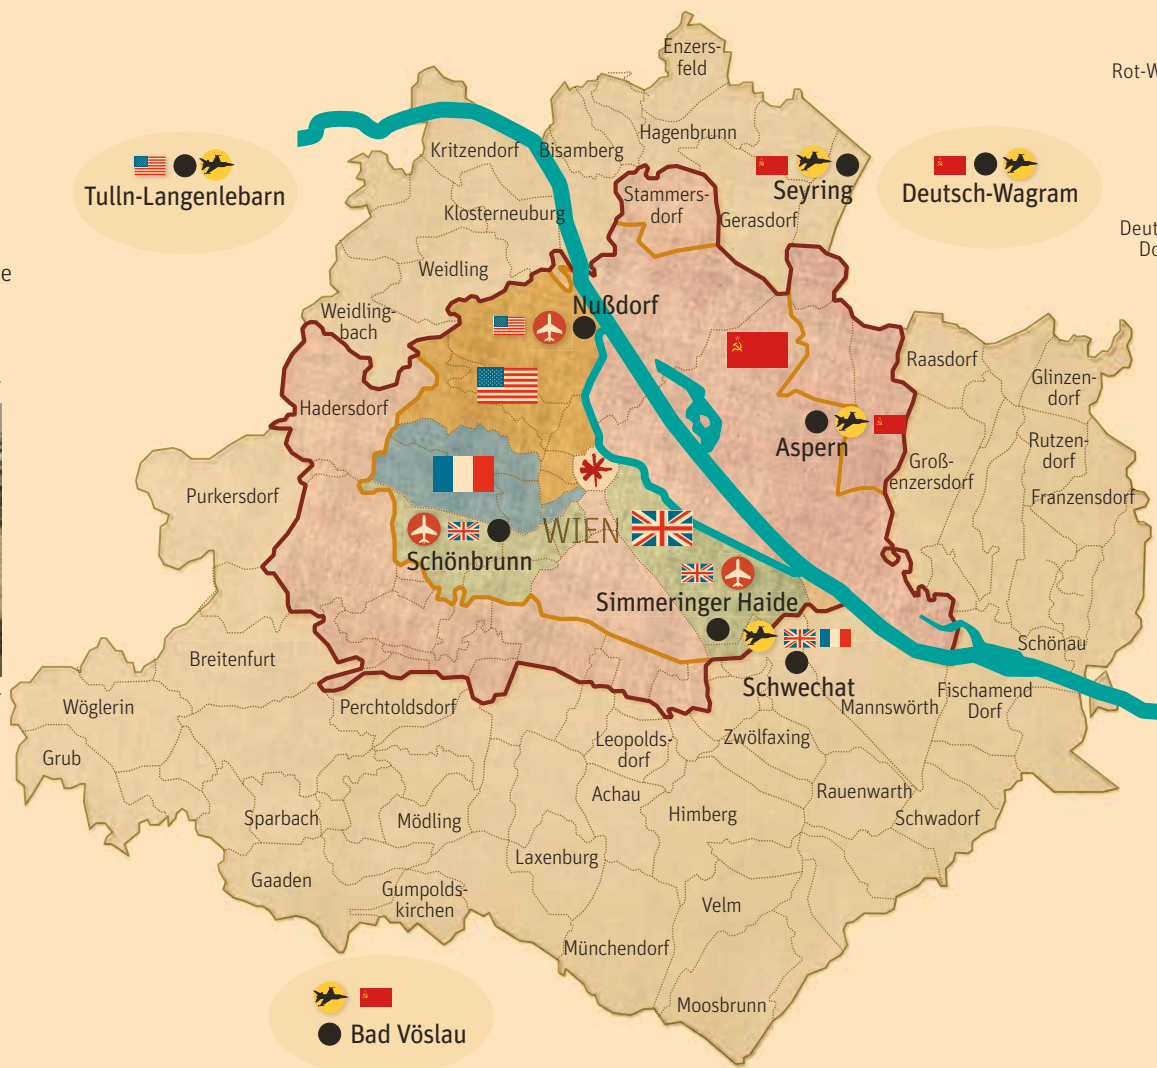 Enzers-
feld
Rot-W
Hagenbrunn
Kritzendorf
Bisamberg
Tulln-Langenlebarn
Seyring
Deutsch-Wagram
Stammers-
dorf
Klosterneuburg
Gerasdorf
Deut
Do
Weidling
e
Nußdorf
Weidling-
bach
Raasdorf
Glinzen-
dorf
Hadersdorf
Aspern
Rutzen-
dorf
Groß-
enzersdorf
Purkersdorf
Franzensdorf
WIEN
Schönbrunn
Simmeringer Haide
Schönau
Breitenfurt
Schwechat
Fischamend
Dorf
Wöglerin
Perchtoldsdorf
Mannswörth
Leopolds-
dorf
Zwölfaxing
Grub
Achau
Rauenwarth
Sparbach
Mödling
Himberg
Schwadorf
Laxenburg
Gaaden
Gumpolds-
kirchen
Velm
Münchendorf
Moosbrunn
Bad Vöslau